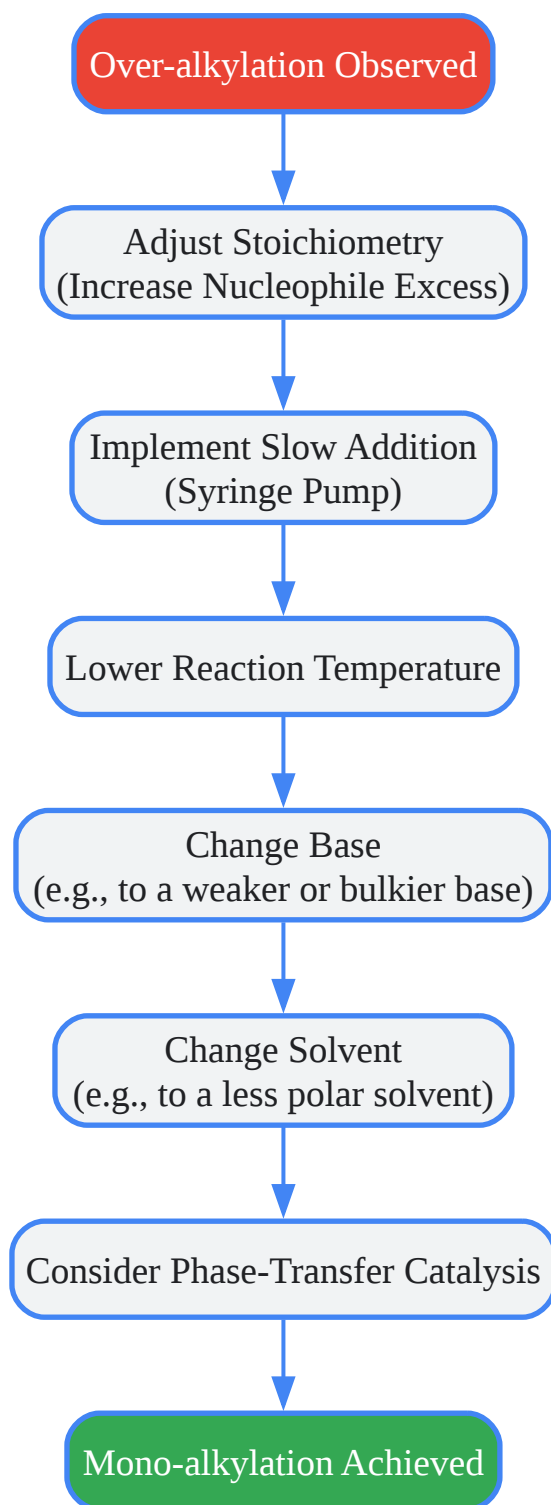 Over-alkylation Observed
Adjust Stoichiometry
(Increase Nucleophile Excess)
Implement Slow Addition
(Syringe Pump)
Lower Reaction Temperature
Change Base
(e.g., to a weaker or bulkier base)
Change Solvent
(e.g., to a less polar solvent)
Consider Phase-Transfer Catalysis
Mono-alkylation Achieved